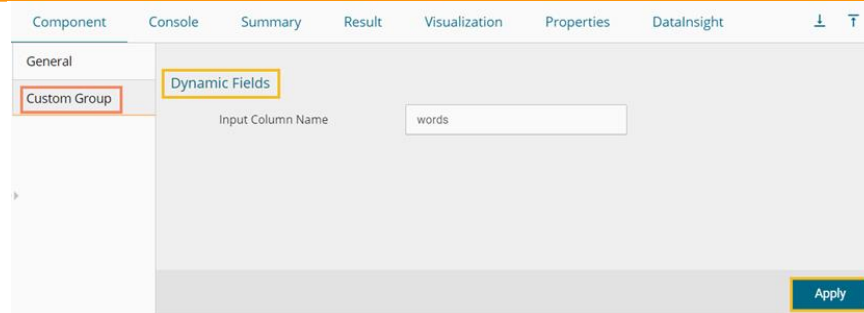 Component Console Summary Result Visualization Properties DataInsight
General
Custom Group
Dynamic Fields
Input Column Name words
Apply